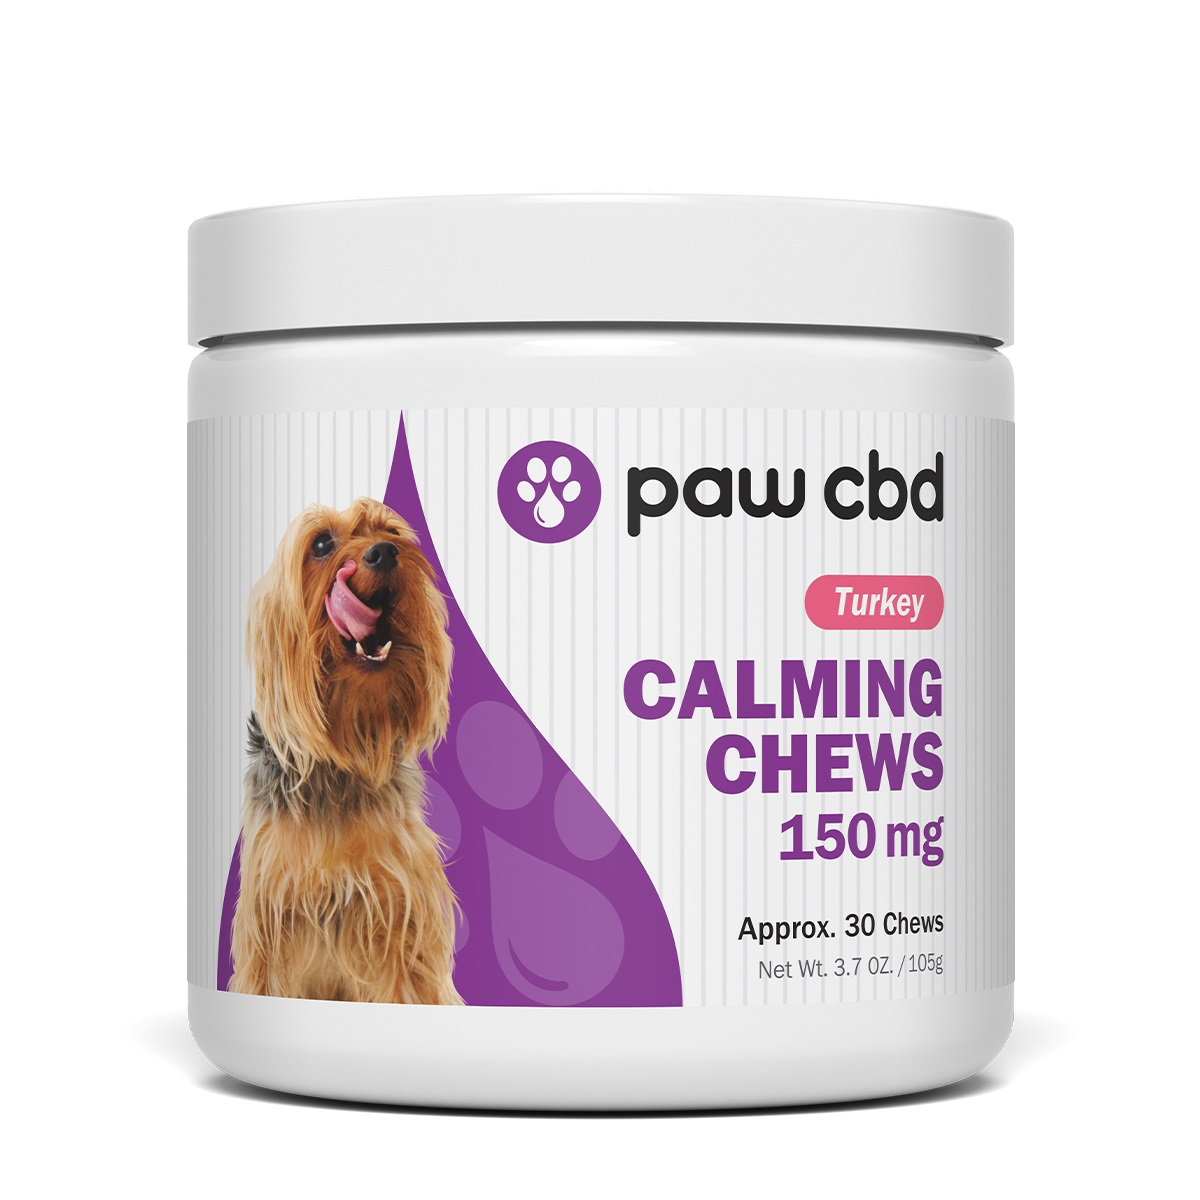 paw cbd
Turkey
CALMING
CHEWS
150 mg
Approx. 30 Chews
Net Wt. 3.7 OZ. / 105g